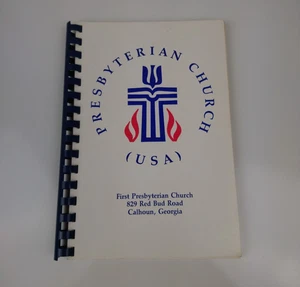 PRESBYTERIAN CHURCH
(USA)
First Presbyterian Church
829 Red Bud Road
Calhoun, Georgia